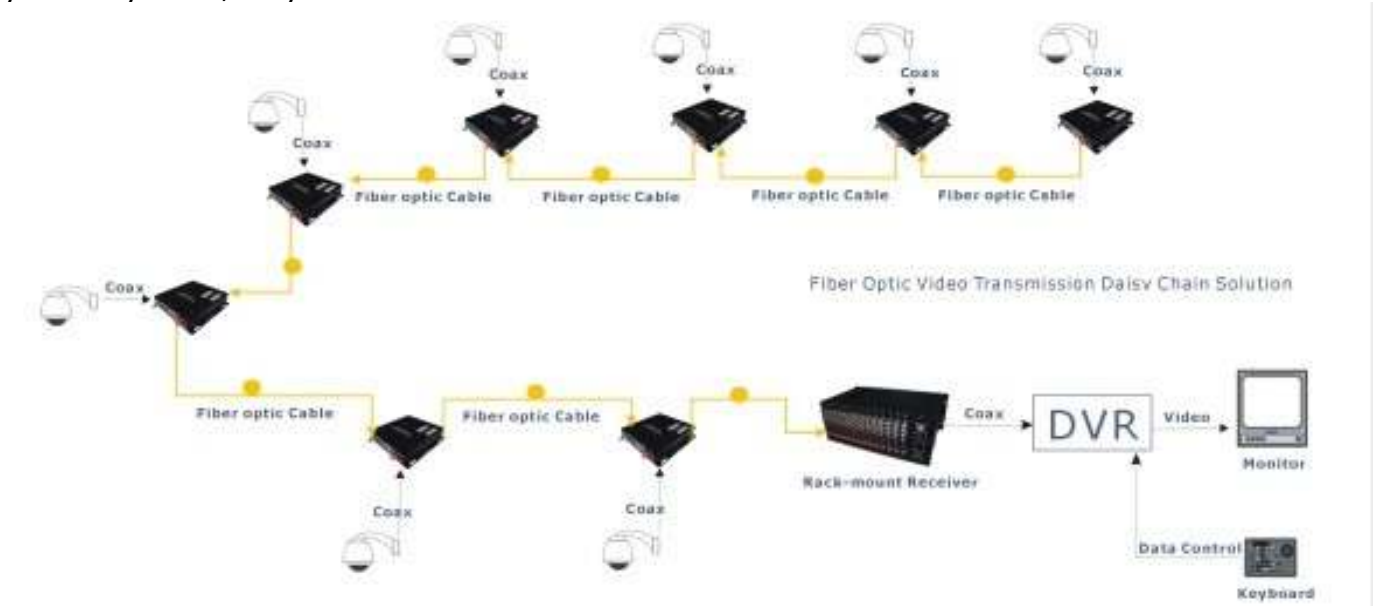 Coax
Coax
Coax
Coax
Coax
Fiber optic Cable
Fiber optic Cable
Fiber optic Cable
Fiber optic Cable
Coax
Fiber Optic Video Transmission Daisy Chain Solution
Fiber optic Cable
Fiber optic Cable
Coax
DVR
Video
Monitor
Rack-mount Receiver
Coax
Coax
Data Control
Keyboard